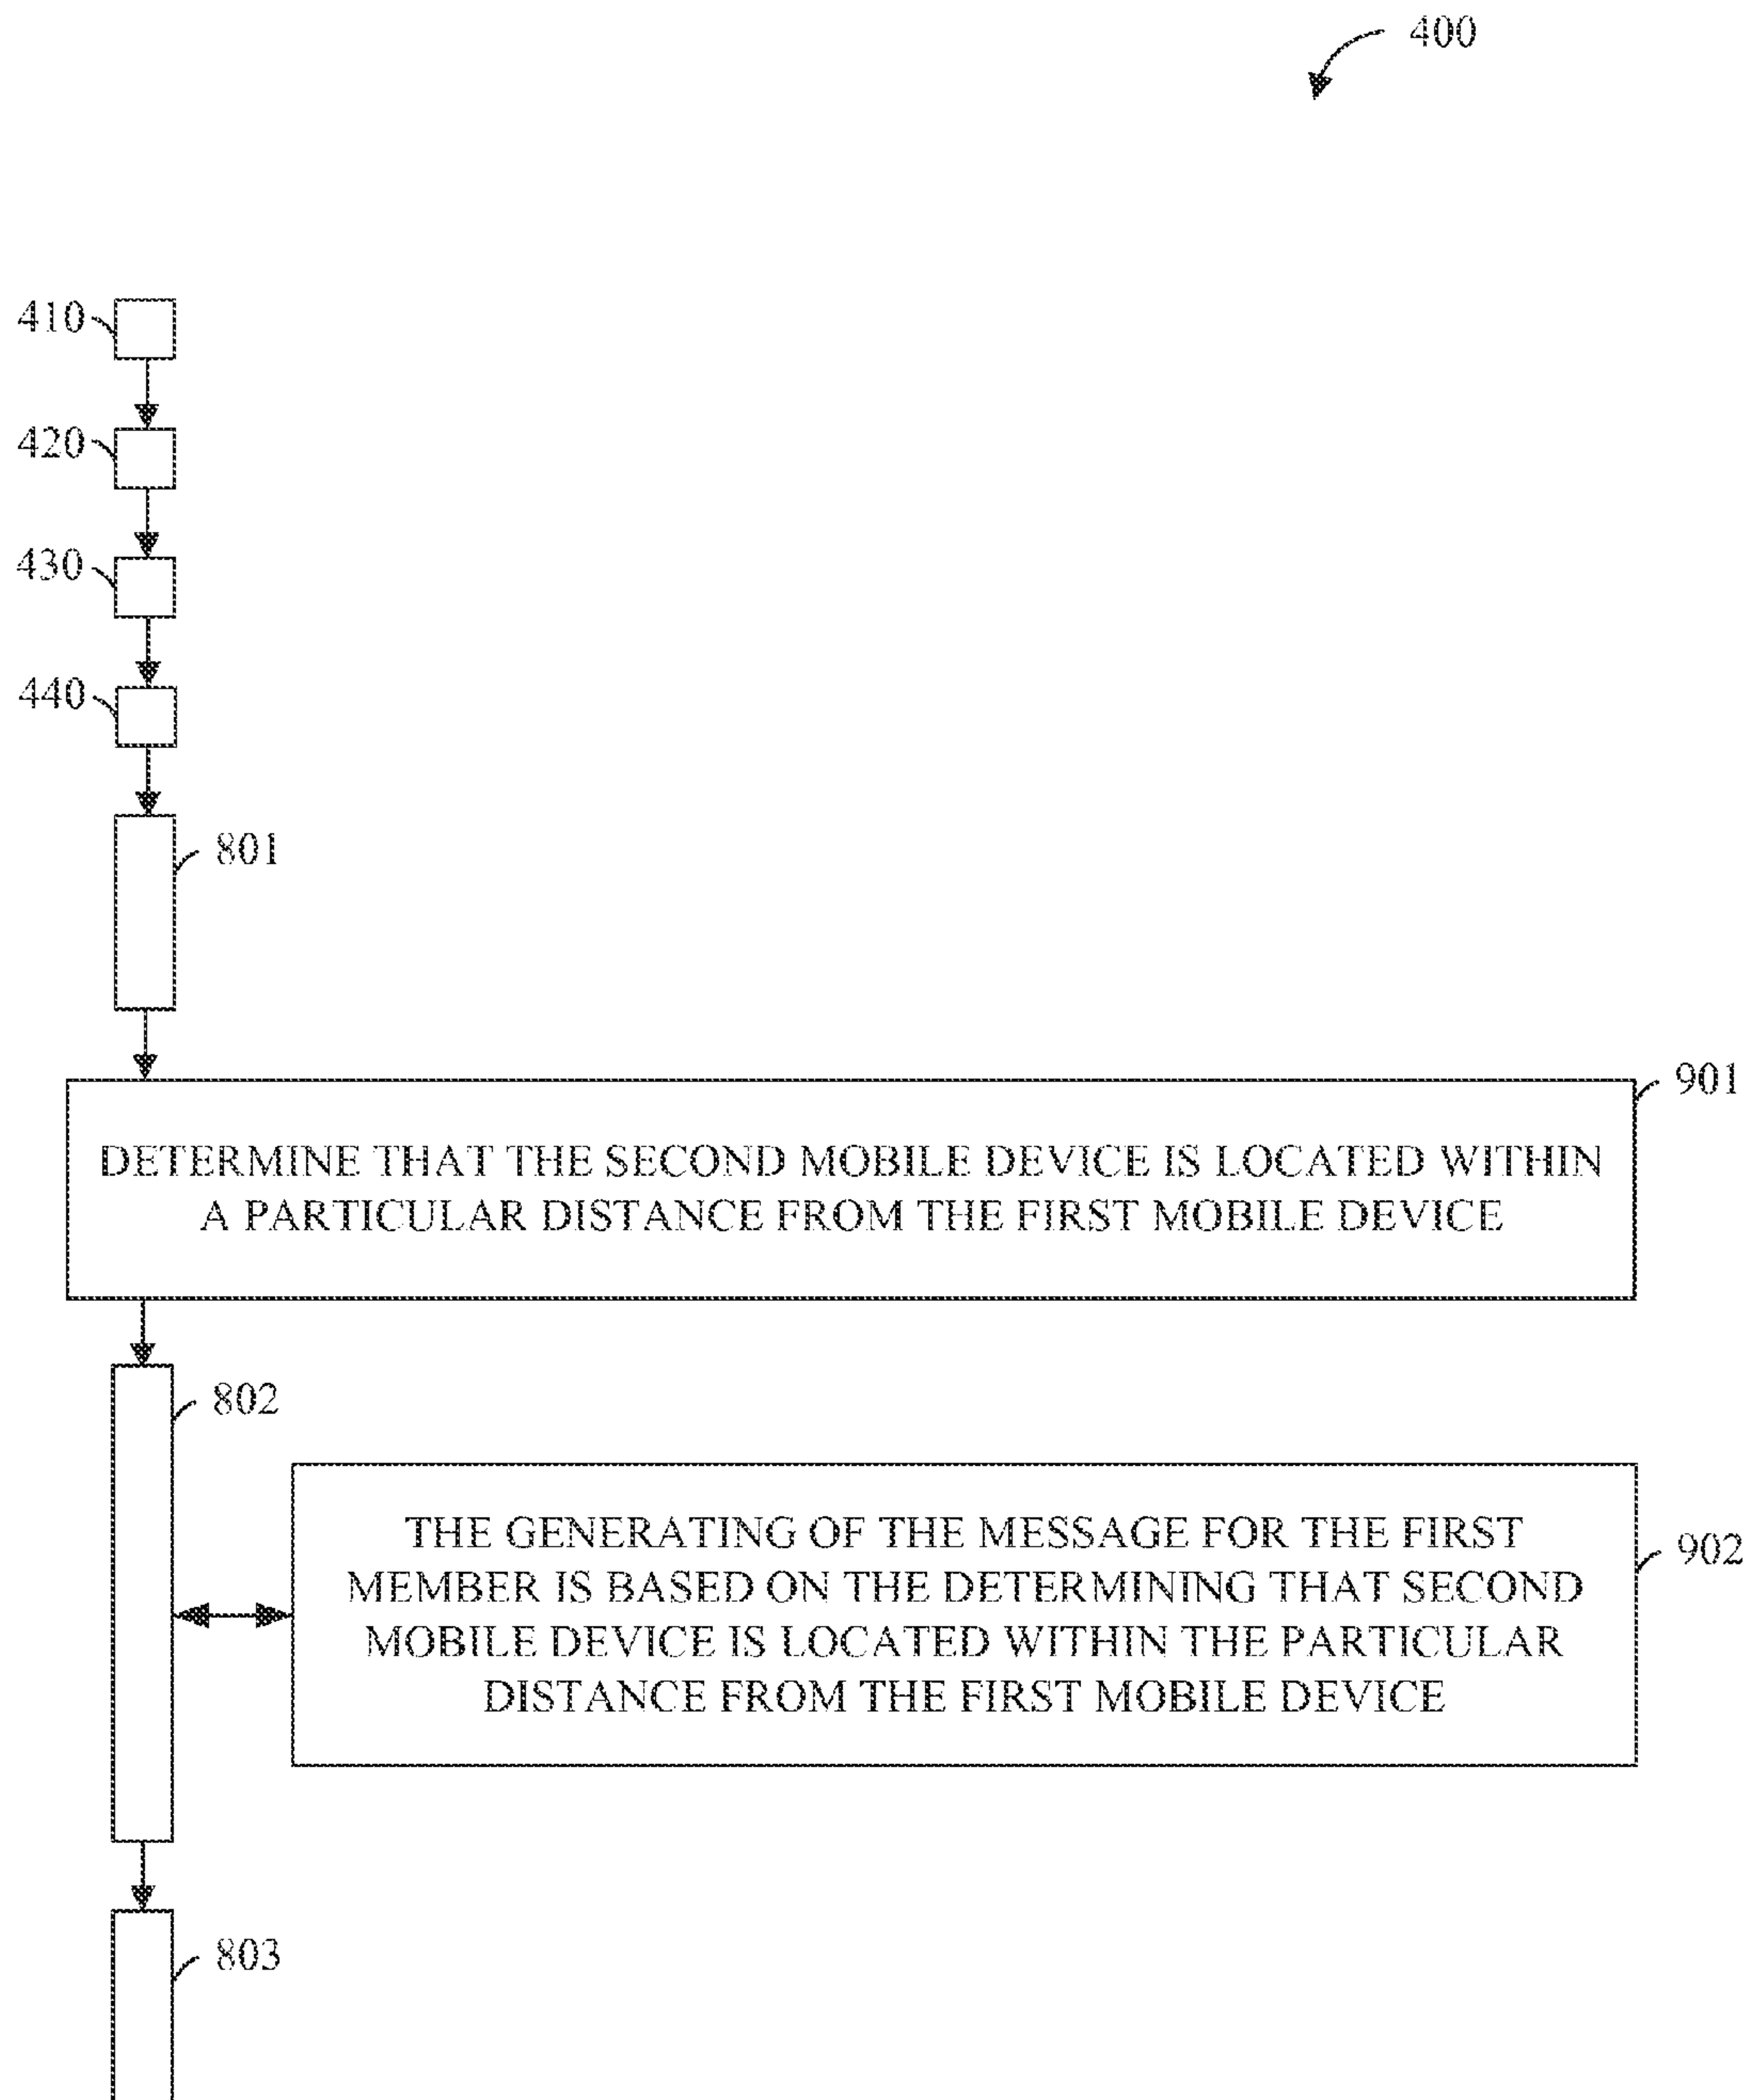 400
410
420
430
440
801
901
DETERMINE THAT THE SECOND MOBILE DEVICE IS LOCATED WITHIN
A PARTICULAR DISTANCE FROM THE FIRST MOBILE DEVICE
802
THE GENERATING OF THE MESSAGE FOR THE FIRST
MEMBER IS BASED ON THE DETERMINING THAT SECOND
MOBILE DEVICE IS LOCATED WITHIN THE PARTICULAR
DISTANCE FROM THE FIRST MOBILE DEVICE
902
803